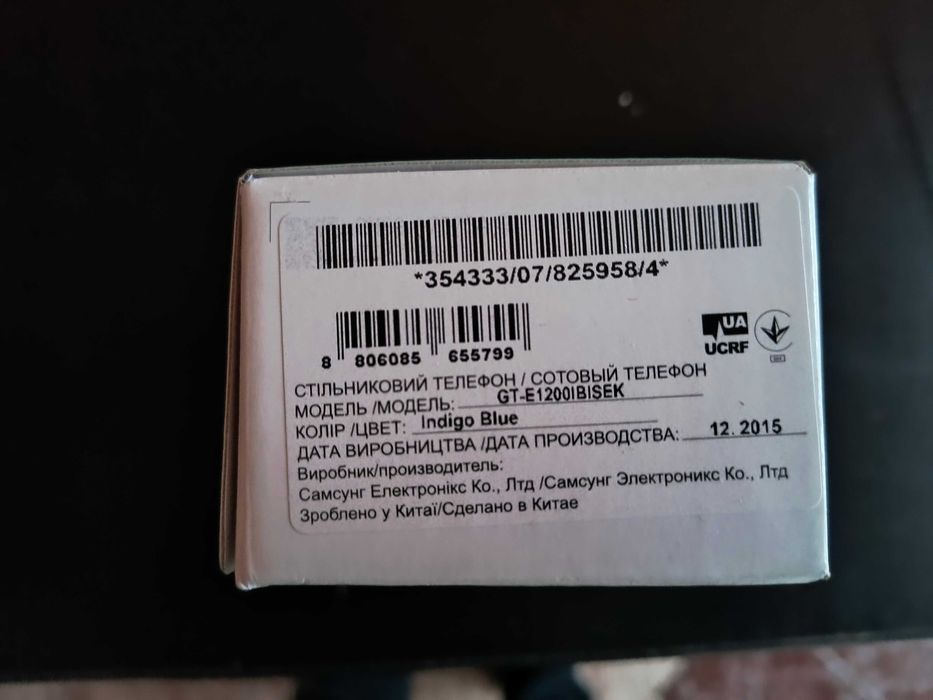 *354333/07/825958/4*
8 806085 655799
UA
UCRF
СТІЛЬНИКОВИЙ ТЕЛЕФОН / СОТОВЫЙ ТЕЛЕФОН
МОДЕЛЬ /МОДЕЛЬ: GT-E1200IBISEK
КОЛІР /ЦВЕТ: Indigo Blue
ДАТА ВИРОБНИЦТВА /ДАТА ПРОИЗВОДСТВА: 12. 2015
Виробник/производитель:
Самсунг Електронікс Ко., Лтд /Самсунг Электроникс Ко., Лтд
Зроблено у Китаї/Сделано в Китае